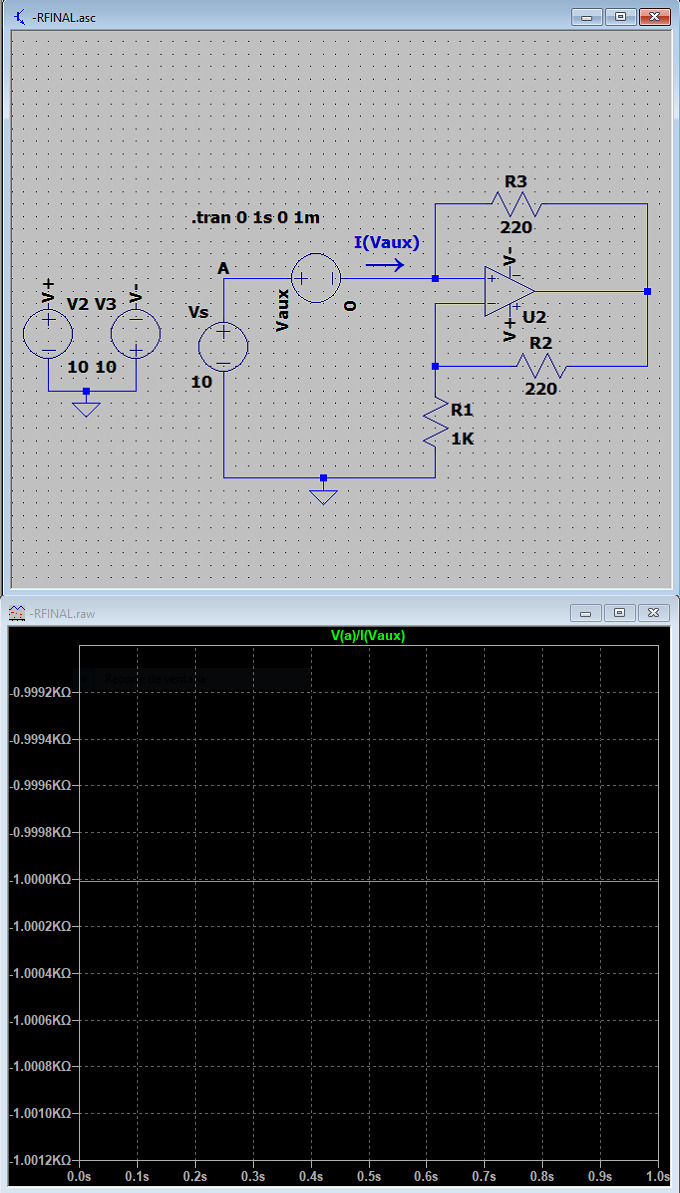 -RFINAL.asc
R3
220
.tran 0 1s 0 1m
I(Vaux)
A
V+
V2
V3
V-
10
10
Vs
10
Vaux
0
+
-
V-
V+
U2
R2
220
R1
1K
-RFINAL.raw
V(a)/I(Vaux)
-0.9992KΩ
-0.9994KΩ
-0.9996KΩ
-0.9998KΩ
-1.0000KΩ
-1.0002KΩ
-1.0004KΩ
-1.0006KΩ
-1.0008KΩ
-1.0010KΩ
-1.0012KΩ
0.0s 0.1s 0.2s 0.3s 0.4s 0.5s 0.6s 0.7s 0.8s 0.9s 1.0s